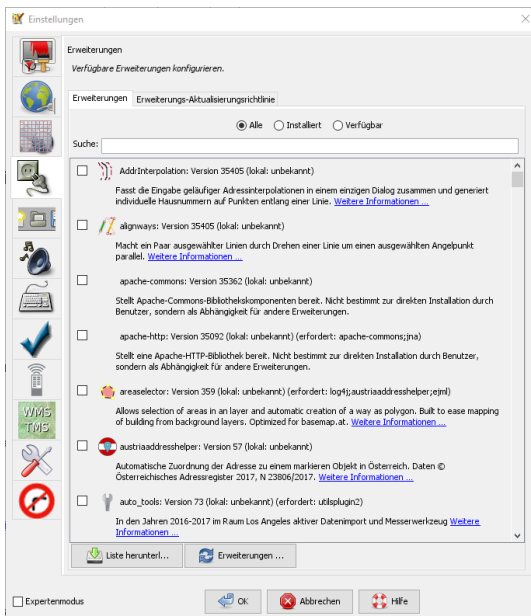 Einstellungen
Erweiterungen
Verfügbare Erweiterungen konfigurieren.
Erweiterungen Erweiterungs-Aktualisierungsrichtlinie
Alle Installiert Verfügbar
Suche:
AddrInterpolation: Version 35405 (lokal: unbekannt)
Fasst die Eingabe geläufiger Adressinterpolationen in einem einzigen Dialog zusammen und generiert
individuelle Hausnummern auf Punkten entlang einer Linie. Weitere Informationen ...
alignways: Version 35405 (lokal: unbekannt)
Macht ein Paar ausgewählter Linien durch Drehen einer Linie um einen ausgewählten Angelpunkt
parallel. Weitere Informationen ...
apache-commons: Version 35362 (lokal: unbekannt)
Stellt Apache-Commons-Bibliothekskomponenten bereit. Nicht bestimmt zur direkten Installation durch
Benutzer, sondern als Abhängigkeit für andere Erweiterungen.
apache-http: Version 35092 (lokal: unbekannt) (erfordert: apache-commons;jna)
Stellt eine Apache-HTTP-Bibliothek bereit. Nicht bestimmt zur direkten Installation durch Benutzer,
sondern als Abhängigkeit für andere Erweiterungen.
areaselector: Version 359 (lokal: unbekannt) (erfordert: log4j;austriaaddresshelper;ejml)
Allows selection of areas in an layer and automatic creation of a way as polygon. Built to ease mapping
of building from background layers. Optimized for basemap.at. Weitere Informationen ...
WMS
TMS
austriaaddresshelper: Version 57 (lokal: unbekannt)
Automatische Zuordnung der Adresse zu einem markieren Objekt in Österreich. Daten ©
Österreichisches Adressregister 2017, N 23806/2017. Weitere Informationen ...
auto_tools: Version 73 (lokal: unbekannt) (erfordert: utilsplugin2)
In den Jahren 2016-2017 im Raum Los Angeles aktiver Datenimport und Messerwerkzeug Weitere
Informationen ...
Liste herunterl... Erweiterungen ...
Expertenmodus OK Abbrechen Hilfe